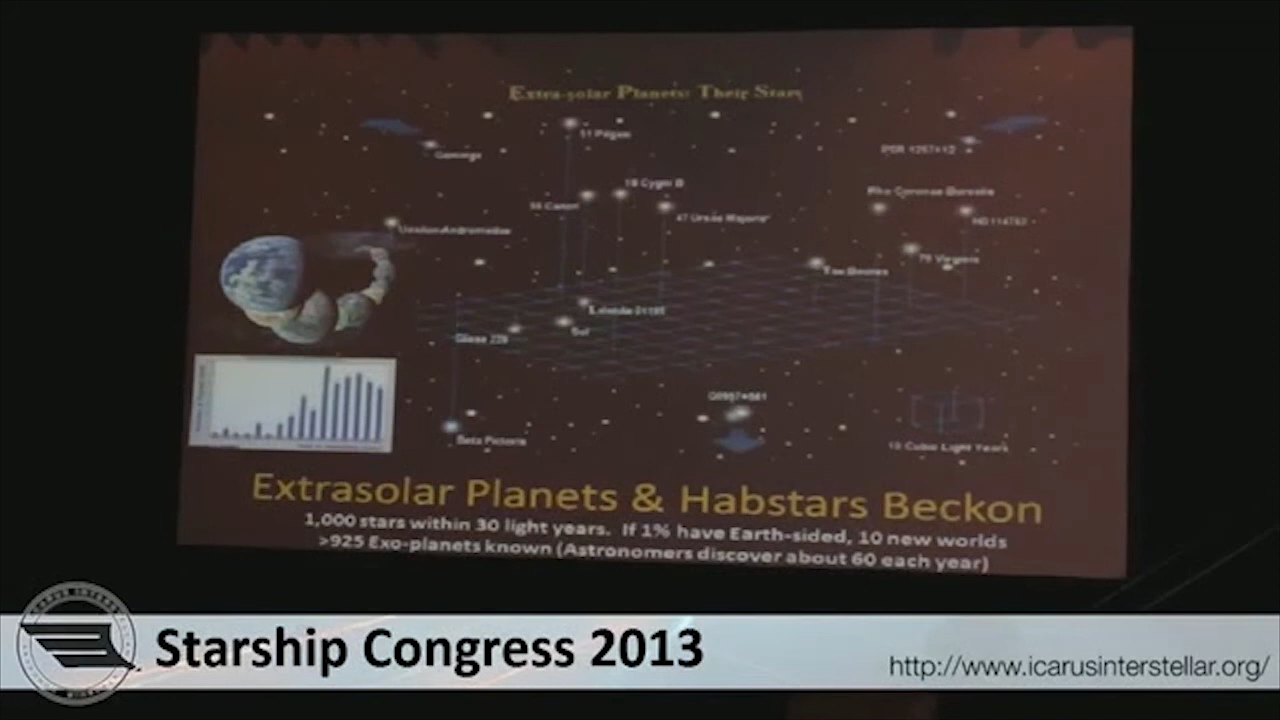 Extra-solar Planets: Their Stars
51 Pegasi
Geminga
PSR 1257+12
16 Cygni B
Rho Coronae Borealis
55 Cancri
47 Ursae Majoris
HD 114762
Upsilon Andromedae
70 Virginis
Tau Bootes
Lalande 21185
Sol
Gliese 229
Beta Pictoris
10 Cubic Light Years
Extrasolar Planets & Habstars Beckon
1,000 stars within 30 light years. If 1% have Earth-sided, 10 new worlds
>925 Exo-planets known (Astronomers discover about 60 each year)
Starship Congress 2013
http://www.icarusinterstellar.org/